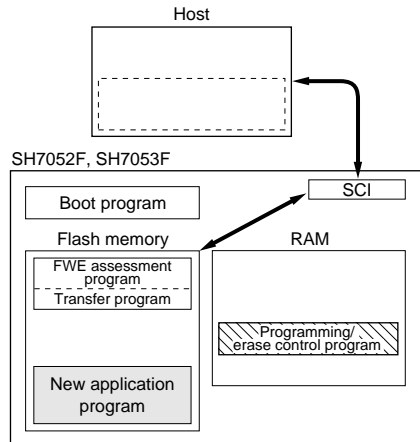 Host
SH7052F, SH7053F
SCI
Boot program
Flash memory
RAM
FWE assessment
program
Transfer program
Programming/
erase control program
New application
program